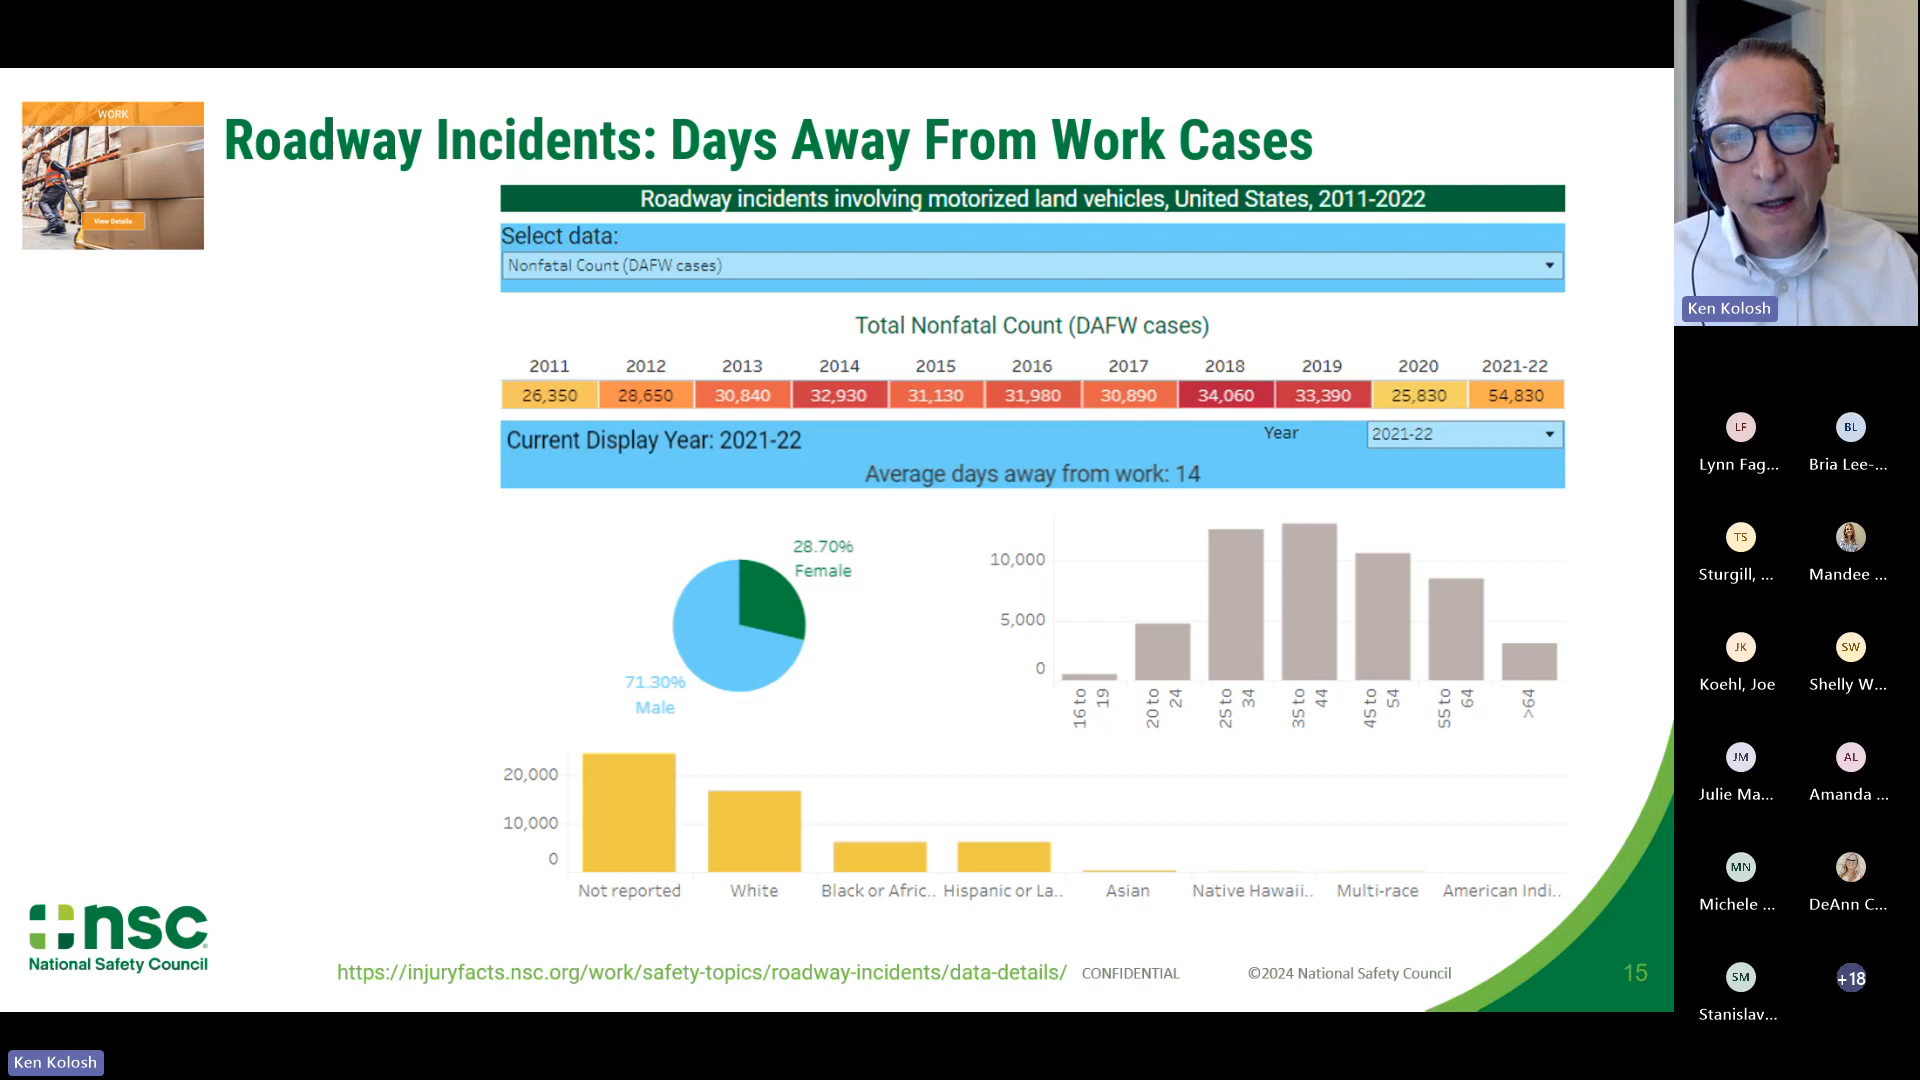 WORK
View Details
Roadway Incidents: Days Away From Work Cases
Roadway incidents involving motorized land vehicles, United States, 2011-2022
Select data:
Nonfatal Count (DAFW cases)
Total Nonfatal Count (DAFW cases)
2011 2012 2013 2014 2015 2016 2017 2018 2019 2020 2021-22
26,350 28,650 30,840 32,930 31,130 31,980 30,890 34,060 33,390 25,830 54,830
Current Display Year: 2021-22
Year
2021-22
Average days away from work: 14
28.70%
Female
71.30%
Male
10,000
5,000
0
16 to 19
20 to 24
25 to 34
35 to 44
45 to 54
55 to 64
>64
20,000
10,000
0
Not reported White Black or Afric.. Hispanic or La.. Asian Native Hawaii.. Multi-race American Indi..
nsc
National Safety Council
https://injuryfacts.nsc.org/work/safety-topics/roadway-incidents/data-details/
CONFIDENTIAL
©2024 National Safety Council
15
Ken Kolosh
LF BL
Lynn Fag... Bria Lee-...
TS
Sturgill, ... Mandee ...
JK SW
Koehl, Joe Shelly W...
JM AL
Julie Ma... Amanda ...
MN
Michele ... DeAnn C...
SM +18
Stanislav...
Ken Kolosh